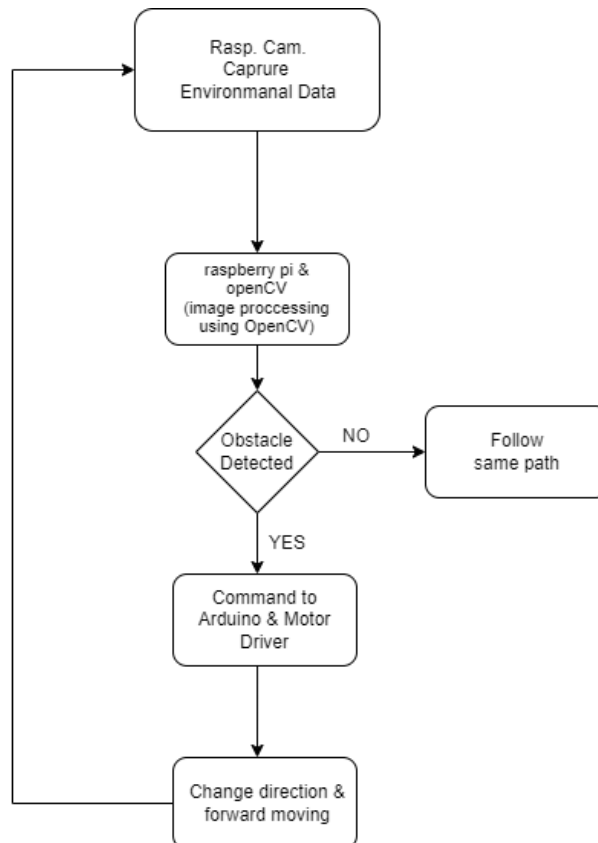 Rasp. Cam.
Caprure
Environmanal Data
raspberry pi &
openCV
(image proccessing
using OpenCV)
Obstacle
Detected
NO
Follow
same path
YES
Command to
Arduino & Motor
Driver
Change direction &
forward moving